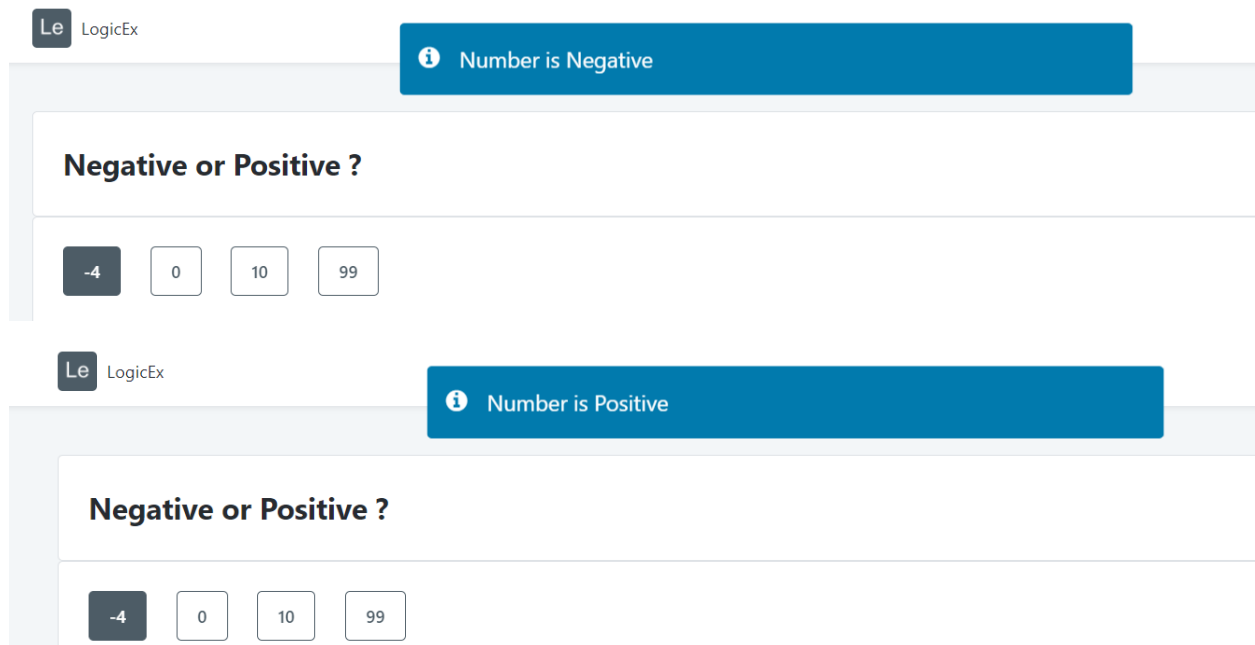 Le LogicEx
Number is Negative
Negative or Positive ?
-4 0 10 99
Le LogicEx
Number is Positive
Negative or Positive ?
-4 0 10 99